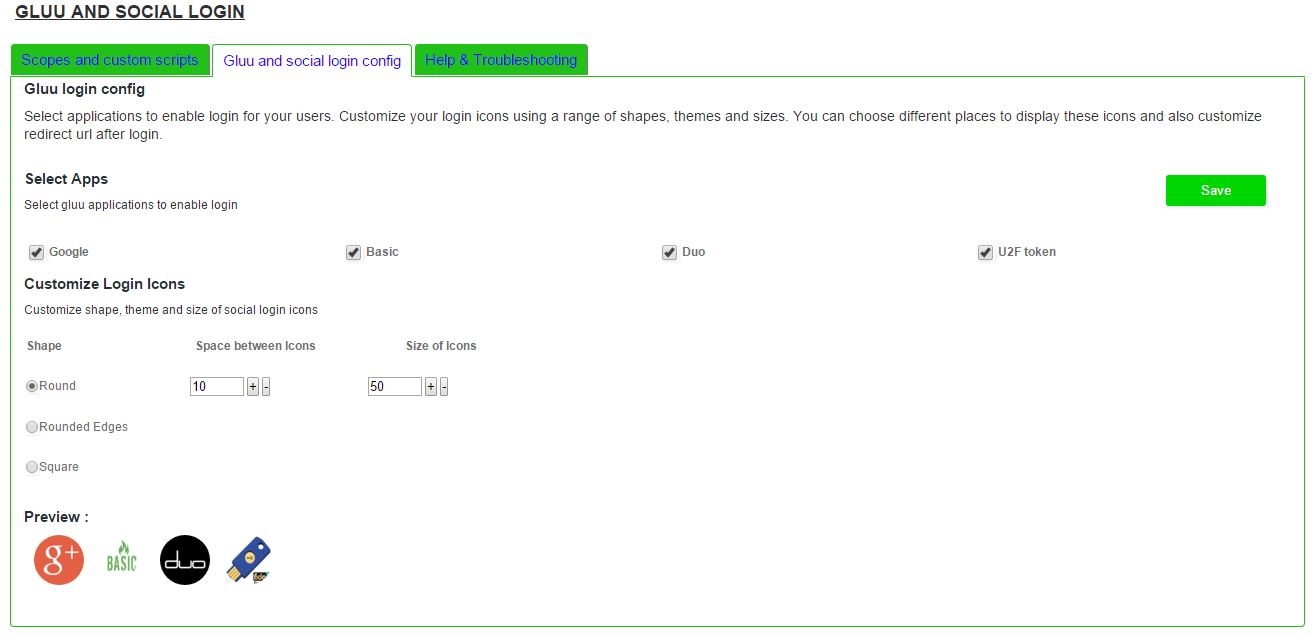 GLUU AND SOCIAL LOGIN
Scopes and custom scripts Gluu and social login config Help & Troubleshooting
Gluu login config
Select applications to enable login for your users. Customize your login icons using a range of shapes, themes and sizes. You can choose different places to display these icons and also customize
redirect url after login.
Select Apps
Save
Select gluu applications to enable login
Google Basic Duo U2F token
Customize Login Icons
Customize shape, theme and size of social login icons
Shape Space between Icons Size of Icons
Round 10 + - 50 + -
Rounded Edges
Square
Preview :
g+ BASIC duo